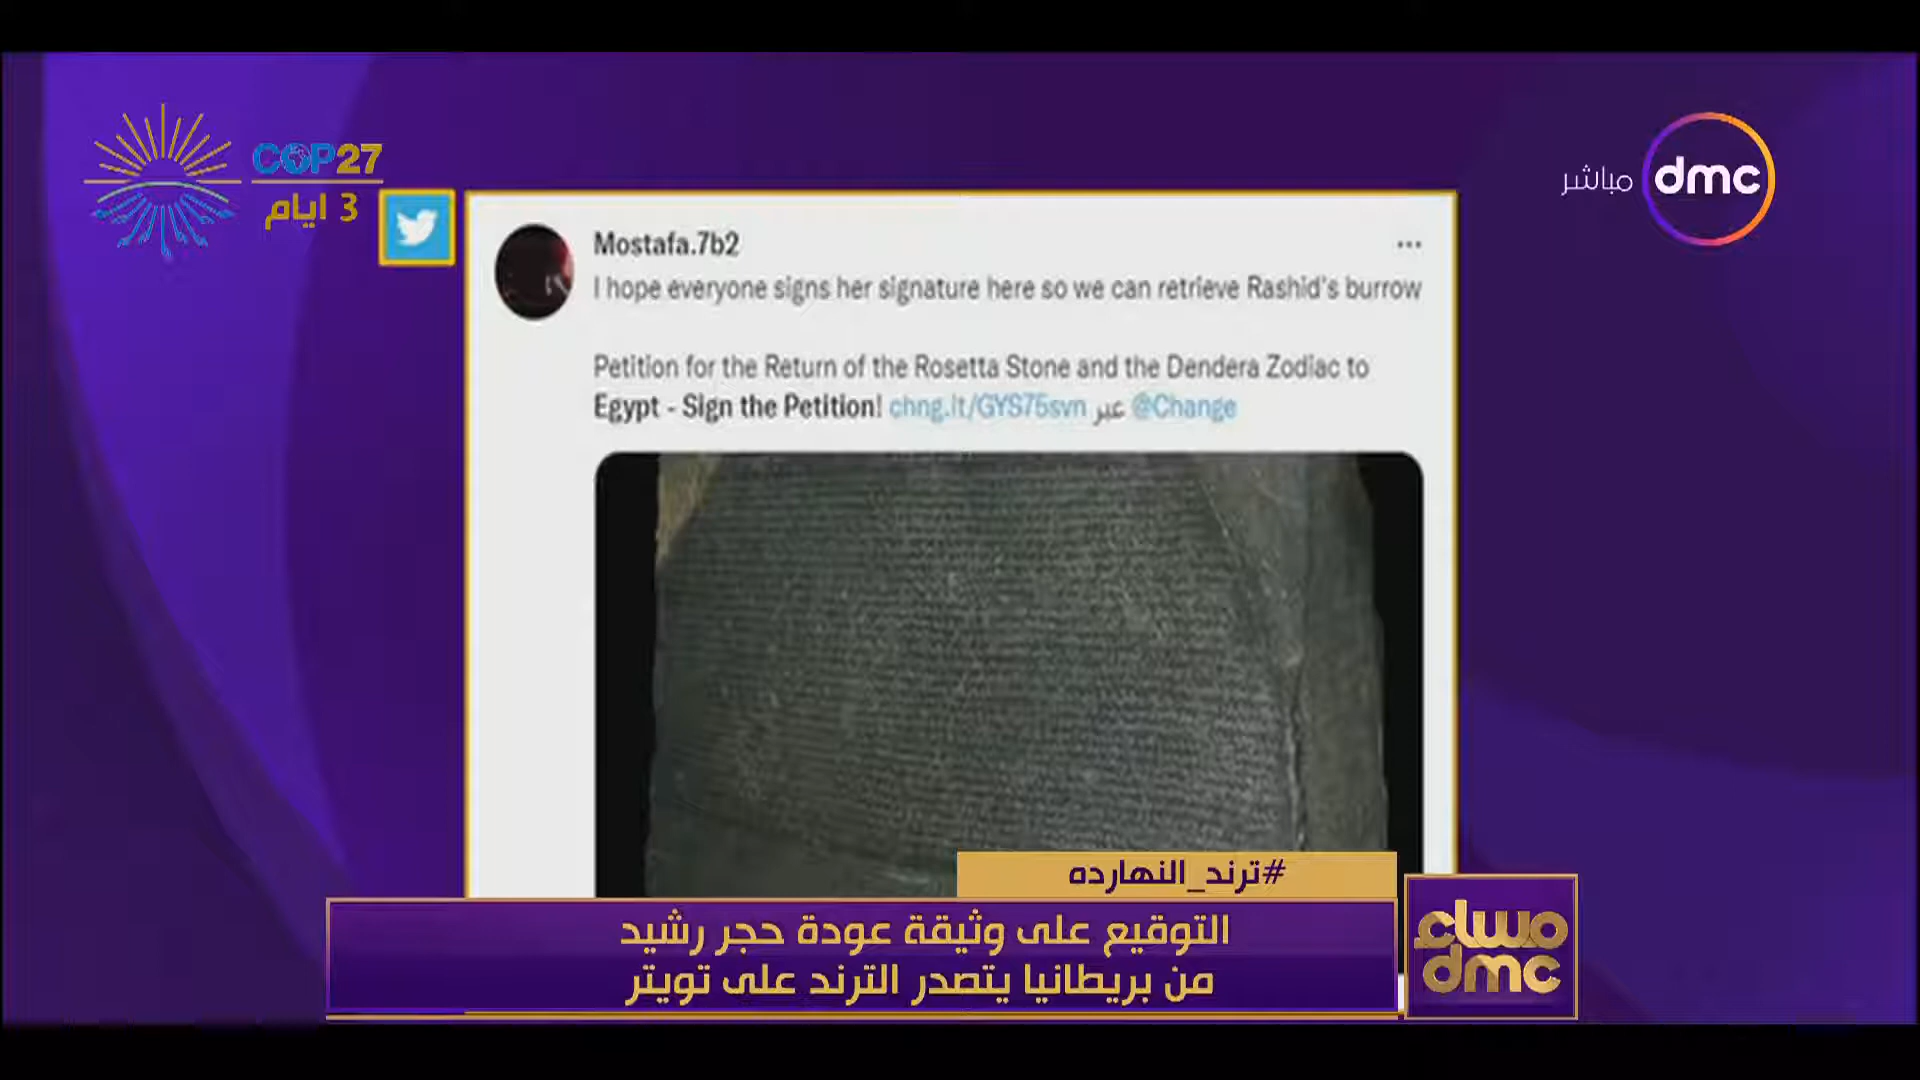 COP27
3 ايام
مباشر
dmc
Mostafa.7b2
I hope everyone signs her signature here so we can retrieve Rashid's burrow
Petition for the Return of the Rosetta Stone and the Dendera Zodiac to
Egypt - Sign the Petition! chng.it/GYS75svn عبر @Change
#ترند_النهارده
التوقيع على وثيقة عودة حجر رشيد
من بريطانيا يتصدر الترند على تويتر
مساء
dmc